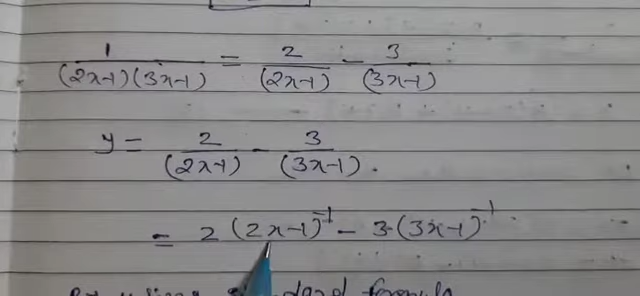 1/((2x-1)(3x-1)) = 2/(2x-1) - 3/(3x-1)
y = 2/(2x-1) - 3/(3x-1).
= 2(2x-1)^-1 - 3(3x-1)^-1
standard formula